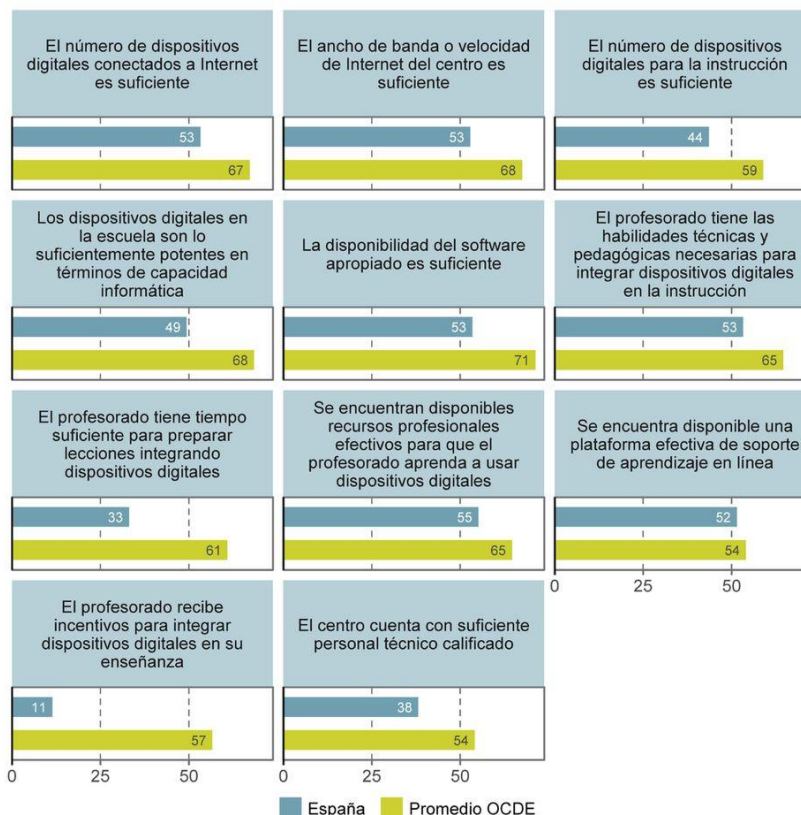 El número de dispositivos
digitales conectados a Internet
es suficiente
53
67
El ancho de banda o velocidad
de Internet del centro es
suficiente
53
68
El número de dispositivos
digitales para la instrucción
es suficiente
44
59
Los dispositivos digitales en
la escuela son lo
suficientemente potentes en
términos de capacidad
informática
49
68
La disponibilidad del software
apropiado es suficiente
53
71
El profesorado tiene las
habilidades técnicas y
pedagógicas necesarias para
integrar dispositivos digitales
en la instrucción
53
65
El profesorado tiene tiempo
suficiente para preparar
lecciones integrando
dispositivos digitales
33
61
Se encuentran disponibles
recursos profesionales
efectivos para que el
profesorado aprenda a usar
dispositivos digitales
55
65
Se encuentra disponible una
plataforma efectiva de soporte
de aprendizaje en línea
52
54
0 25 50
El profesorado recibe
incentivos para integrar
dispositivos digitales en su
enseñanza
11
57
0 25 50
El centro cuenta con suficiente
personal técnico calificado
38
54
0 25 50
España Promedio OCDE